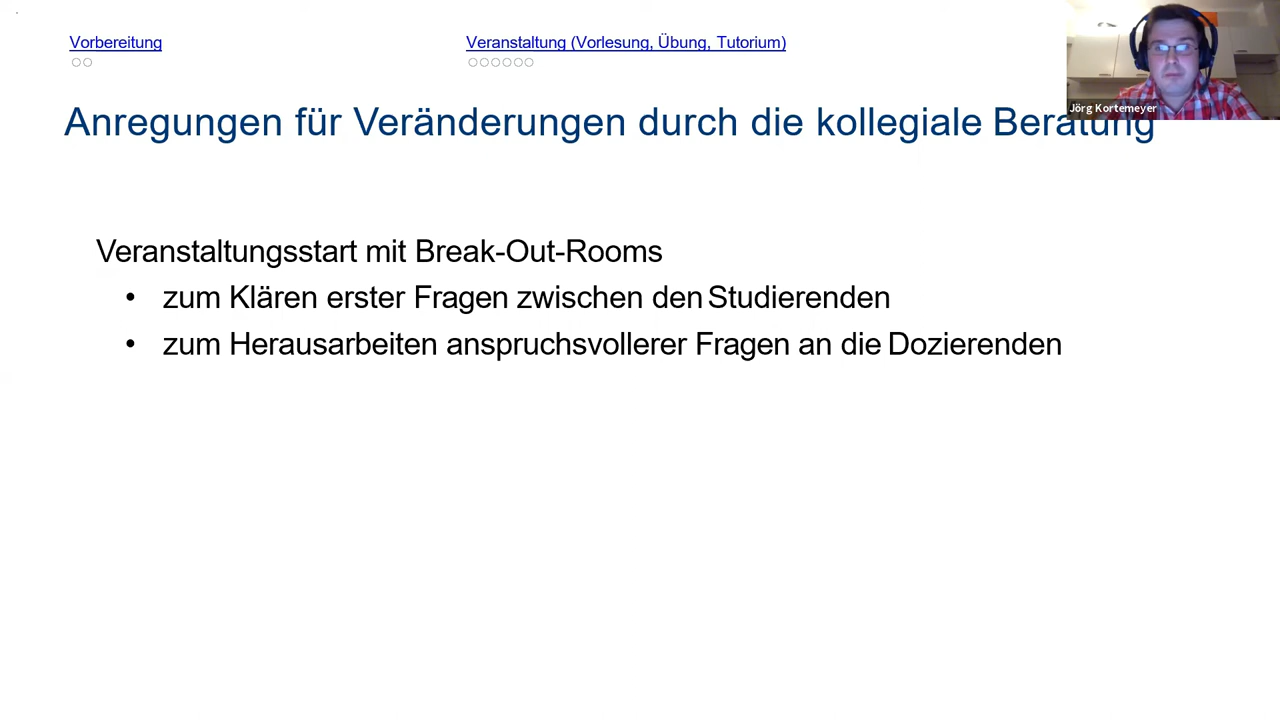 Vorbereitung
Veranstaltung (Vorlesung, Übung, Tutorium)
Jörg Kortemeyer
Anregungen für Veränderungen durch die kollegiale Beratung
Veranstaltungsstart mit Break-Out-Rooms
• zum Klären erster Fragen zwischen den Studierenden
• zum Herausarbeiten anspruchsvollerer Fragen an die Dozierenden